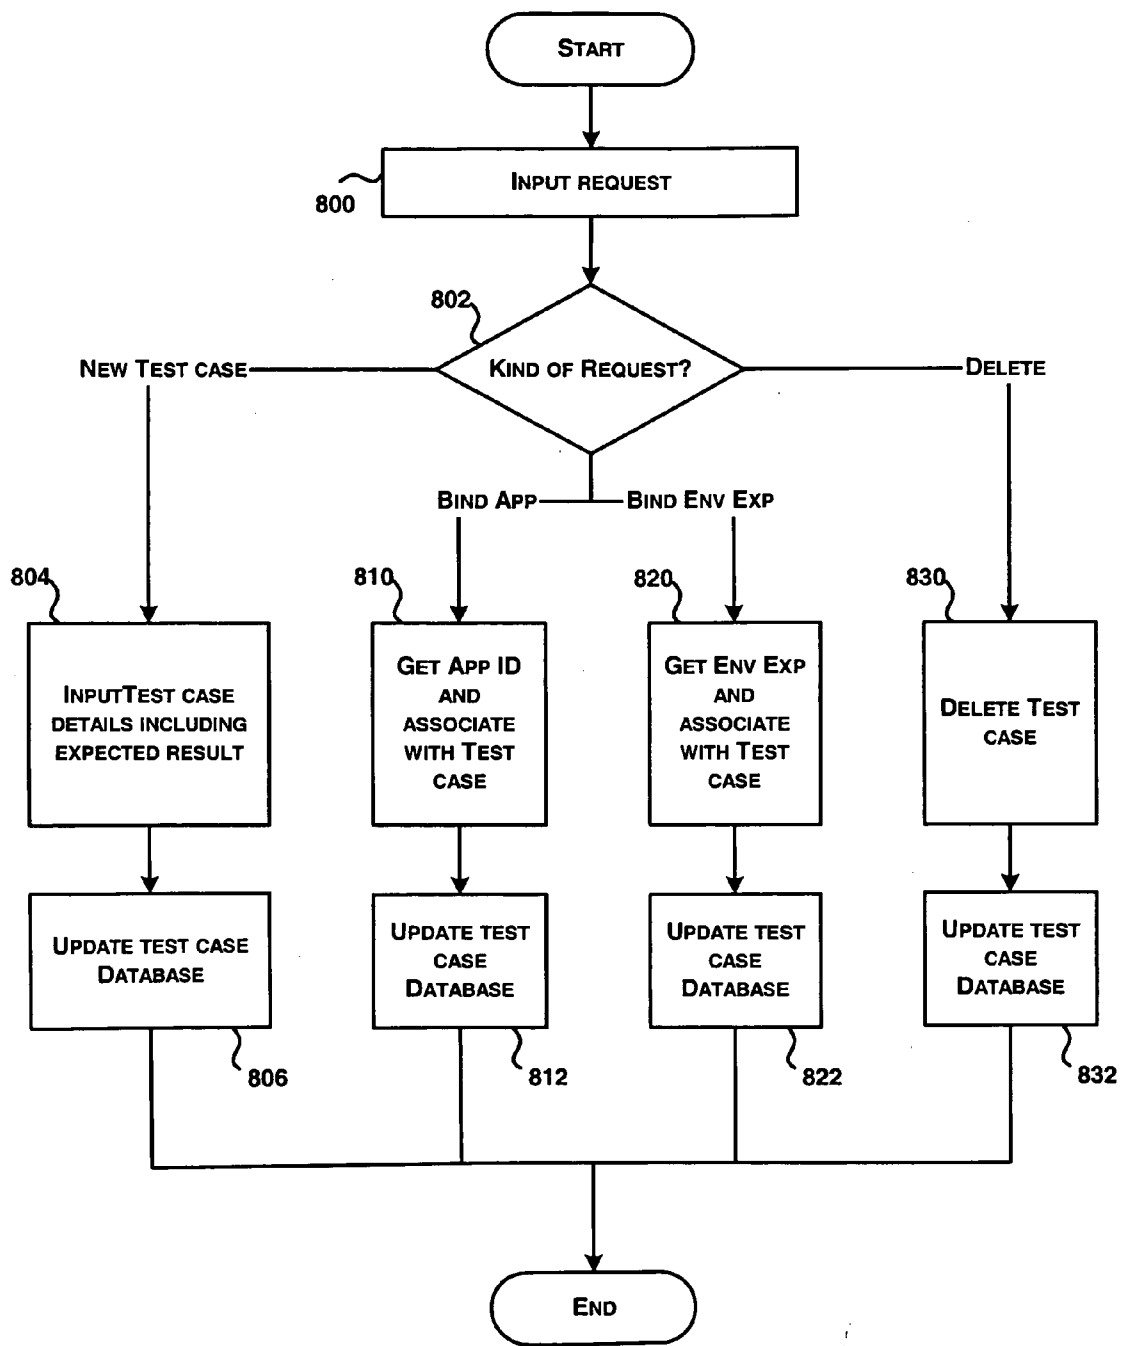 START
INPUT REQUEST
800
802
KIND OF REQUEST?
NEW TEST CASE
DELETE
BIND APP
BIND ENV EXP
804
810
820
830
INPUTTEST CASE
DETAILS INCLUDING
EXPECTED RESULT
GET APP ID
AND
ASSOCIATE
WITH TEST
CASE
GET ENV EXP
AND
ASSOCIATE
WITH TEST
CASE
DELETE TEST
CASE
UPDATE TEST CASE
DATABASE
UPDATE TEST
CASE
DATABASE
UPDATE TEST
CASE
DATABASE
UPDATE TEST
CASE
DATABASE
806
812
822
832
END